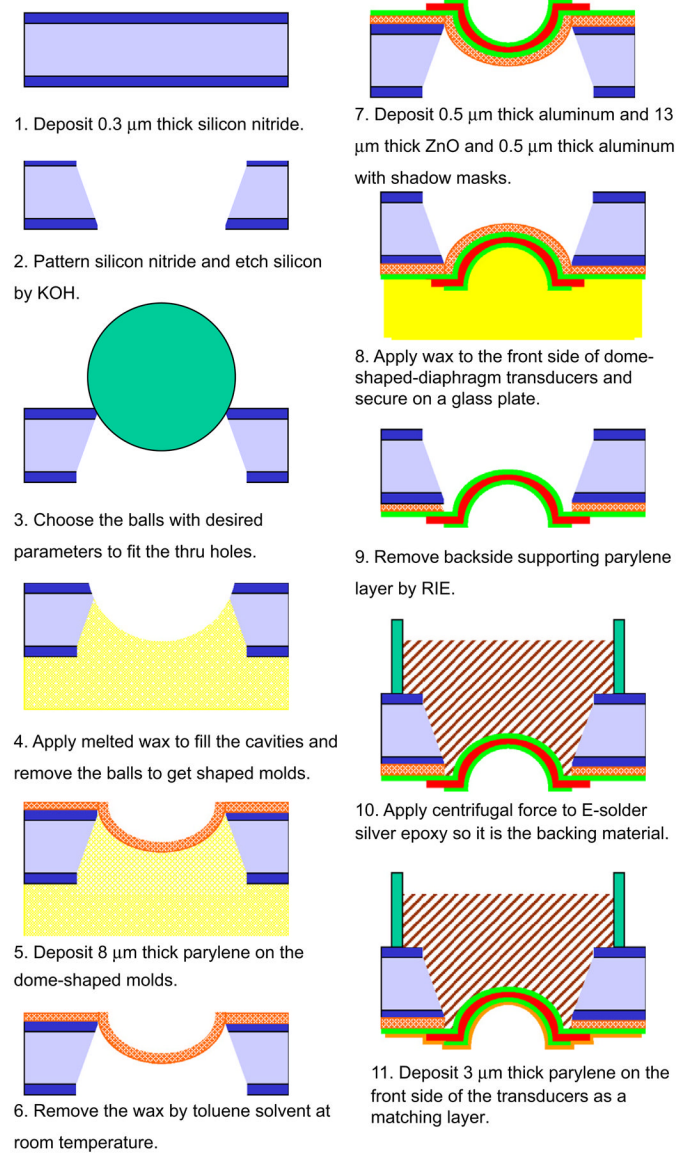 1. Deposit 0.3 μm thick silicon nitride.
2. Pattern silicon nitride and etch silicon
by KOH.
3. Choose the balls with desired
parameters to fit the thru holes.
4. Apply melted wax to fill the cavities and
remove the balls to get shaped molds.
5. Deposit 8 μm thick parylene on the
dome-shaped molds.
6. Remove the wax by toluene solvent at
room temperature.
7. Deposit 0.5 μm thick aluminum and 13
μm thick ZnO and 0.5 μm thick aluminum
with shadow masks.
8. Apply wax to the front side of dome-
shaped-diaphragm transducers and
secure on a glass plate.
9. Remove backside supporting parylene
layer by RIE.
10. Apply centrifugal force to E-solder
silver epoxy so it is the backing material.
11. Deposit 3 μm thick parylene on the
front side of the transducers as a
matching layer.